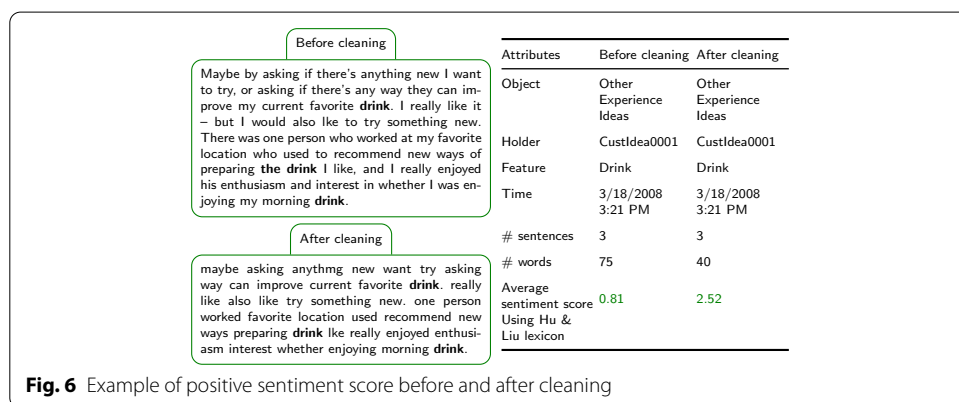 Before cleaning
Maybe by asking if there's anything new I want
to try, or asking if there's any way they can im-
prove my current favorite drink. I really like it
– but I would also lke to try something new.
There was one person who worked at my favorite
location who used to recommend new ways of
preparing the drink I like, and I really enjoyed
his enthusiasm and interest in whether I was en-
joying my morning drink.
After cleaning
maybe asking anythmg new want try asking
way can improve current favorite drink. really
like also like try something new. one person
worked favorite location used recommend new
ways preparing drink lke really enjoyed enthusi-
asm interest whether enjoying morning drink.
Attributes Before cleaning After cleaning
Object Other Other
Experience Experience
Ideas Ideas
Holder CustIdea0001 CustIdea0001
Feature Drink Drink
Time 3/18/2008 3/18/2008
3:21 PM 3:21 PM
# sentences 3 3
# words 75 40
Average
sentiment score 0.81 2.52
Using Hu &
Liu lexicon
Fig. 6 Example of positive sentiment score before and after cleaning